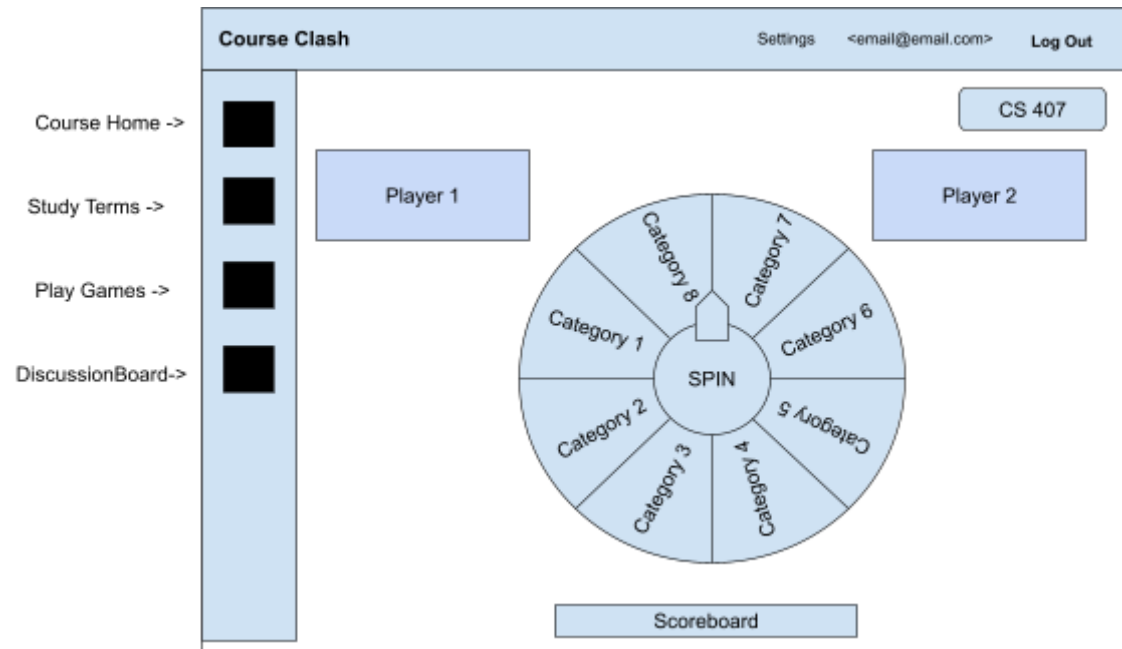 Course Clash
Settings
<email@email.com>
Log Out
CS 407
Course Home ->
Study Terms ->
Play Games ->
DiscussionBoard->
Player 1
Player 2
Category 8
Category 7
Category 1
Category 6
SPIN
Category 2
Category 5
Category 3
Category 4
Scoreboard